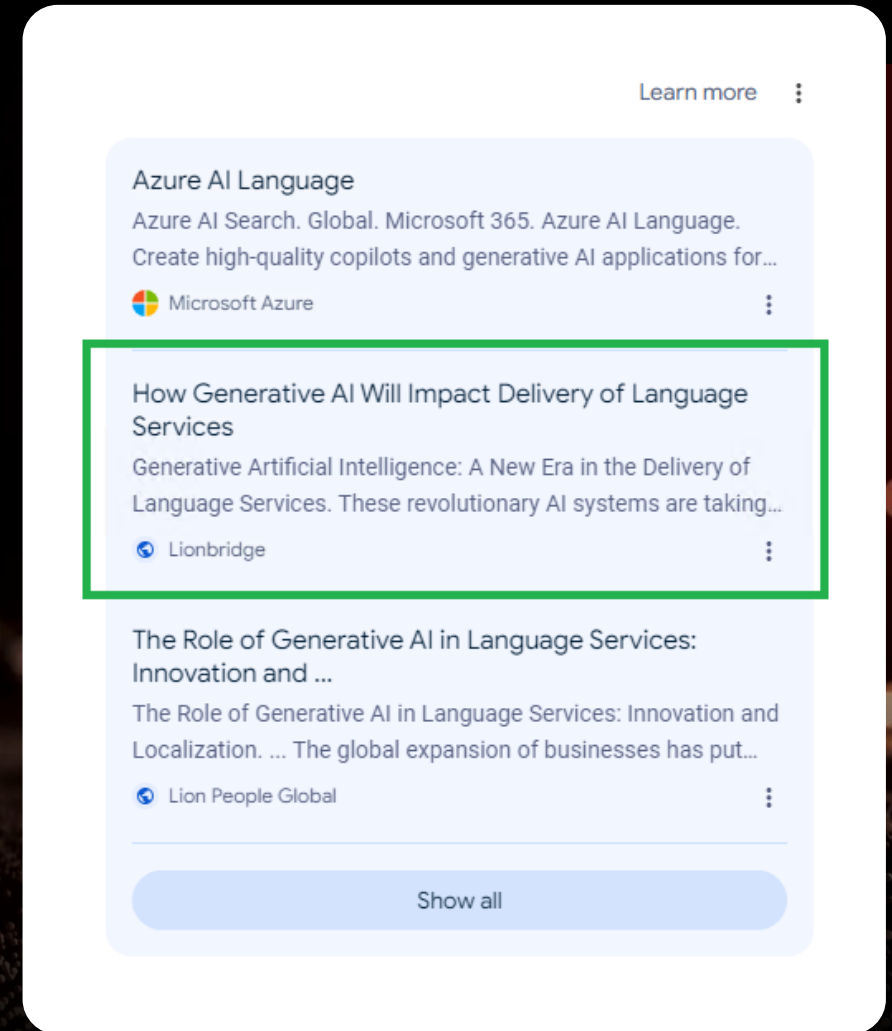 Learn more
Azure AI Language
Azure AI Search. Global. Microsoft 365. Azure AI Language.
Create high-quality copilots and generative AI applications for...
Microsoft Azure
How Generative AI Will Impact Delivery of Language
Services
Generative Artificial Intelligence: A New Era in the Delivery of
Language Services. These revolutionary AI systems are taking...
Lionbridge
The Role of Generative AI in Language Services:
Innovation and ...
The Role of Generative AI in Language Services: Innovation and
Localization. ... The global expansion of businesses has put...
Lion People Global
Show all